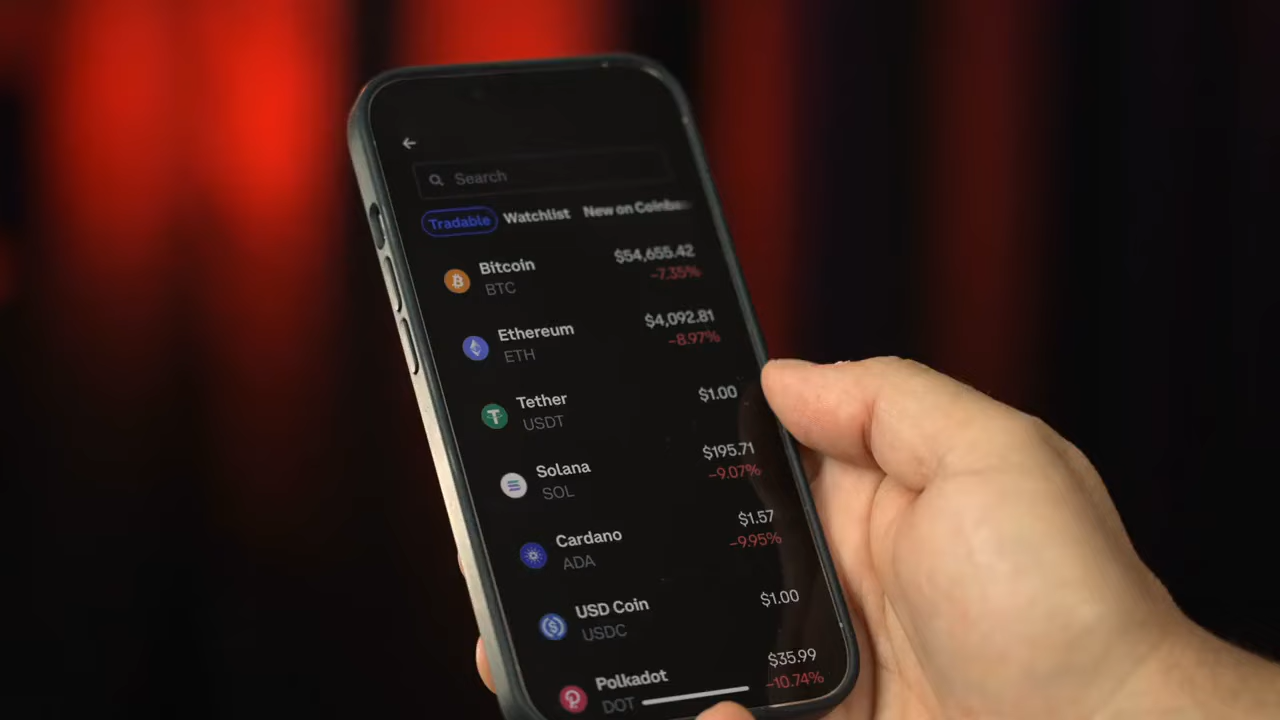 Search
Tradable Watchlist New on
Bitcoin $54,655.42
BTC -7.35%
Ethereum $4,092.81
ETH -8.97%
Tether $1.00
USDT
Solana $195.71
SOL -9.07%
Cardano $1.57
ADA -9.95%
USD Coin $1.00
USDC
Polkadot $35.99
DOT -10.74%